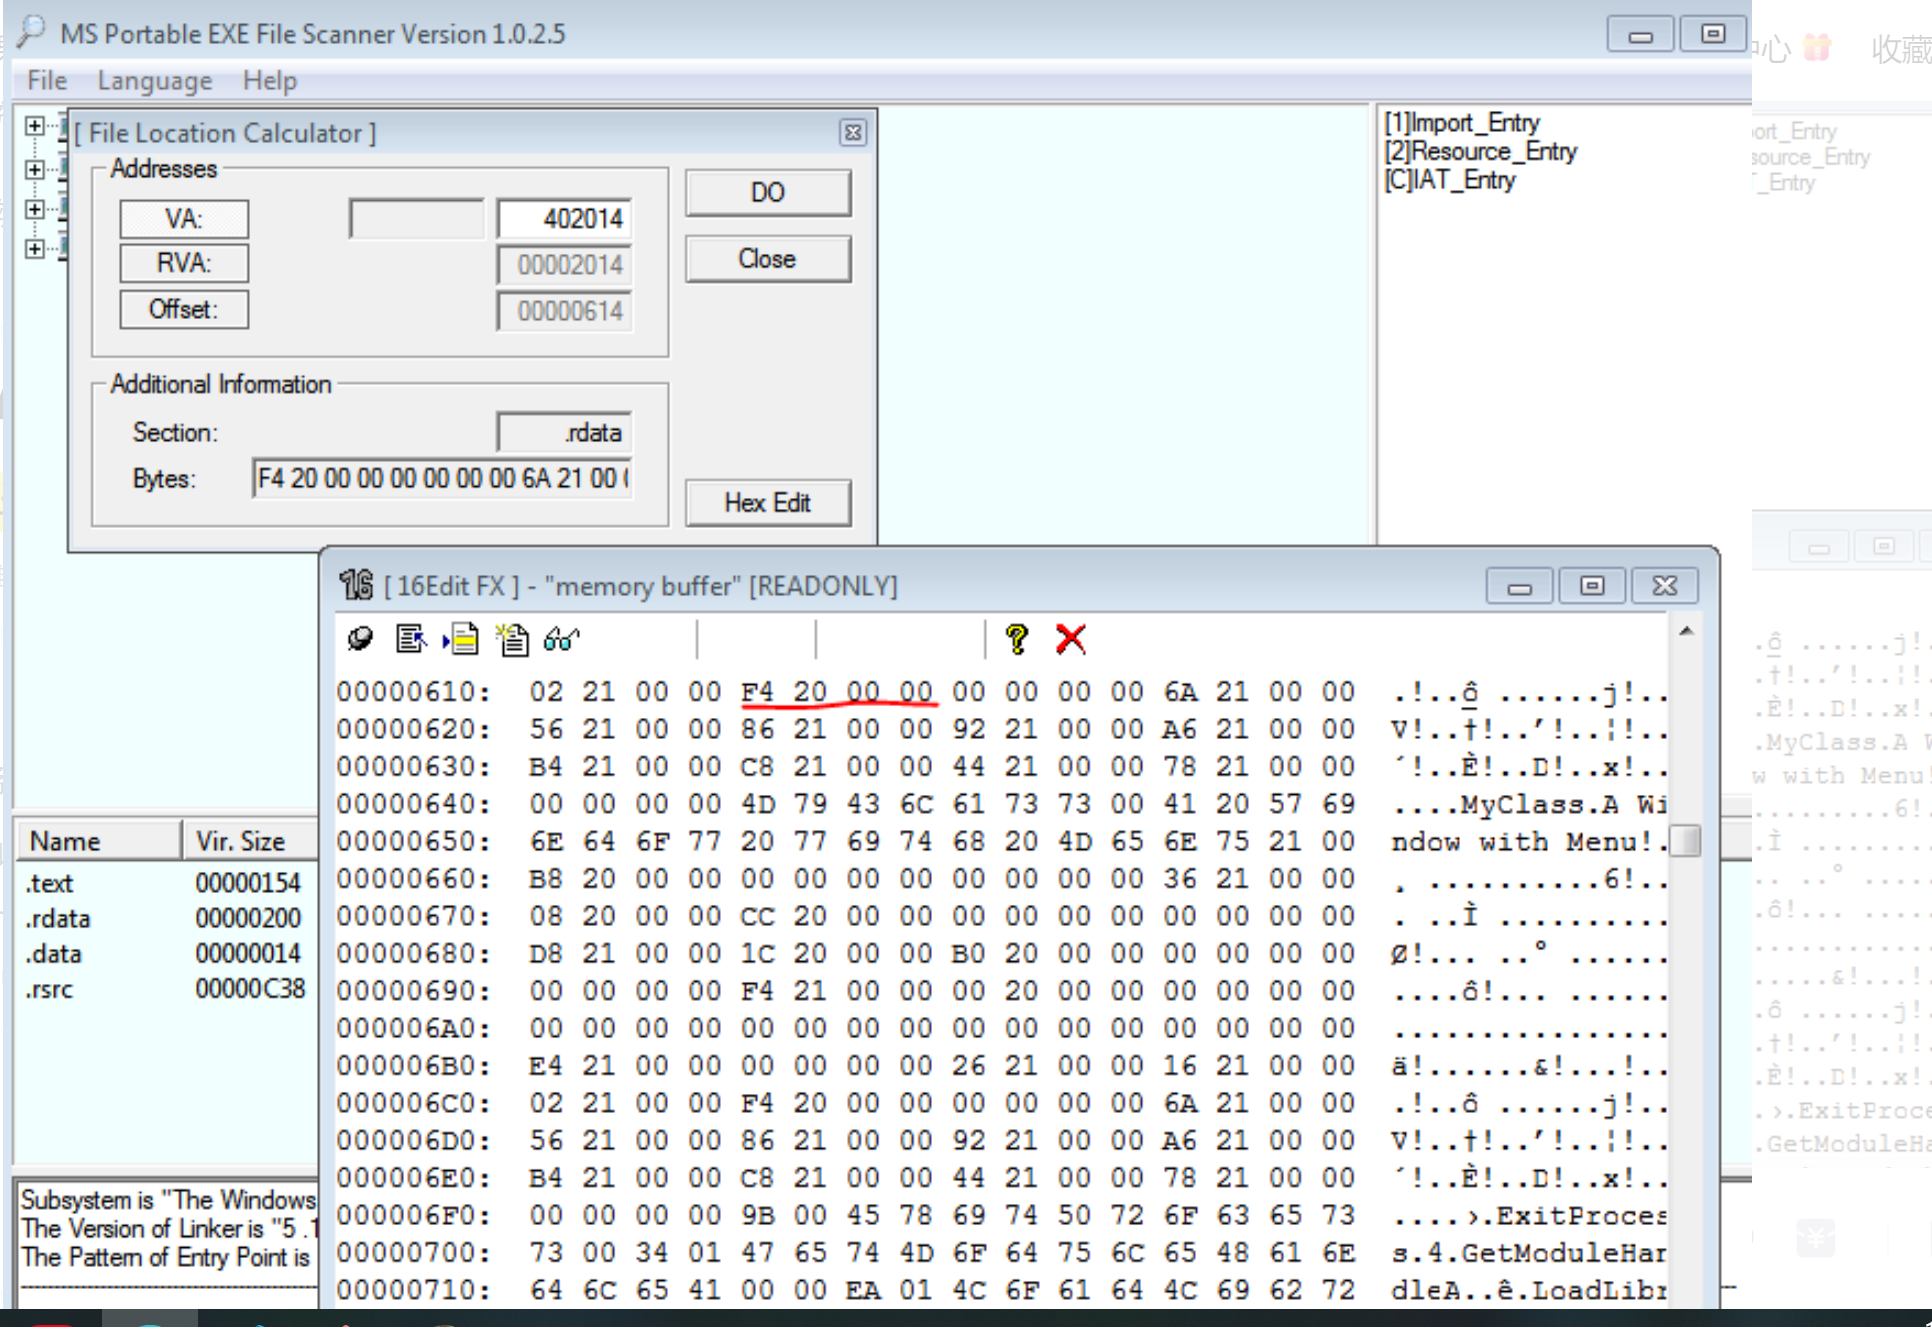 MS Portable EXE File Scanner Version 1.0.2.5
File Language Help
心 收藏
[ File Location Calculator ]
Addresses
VA: 402014
RVA: 00002014
Offset: 00000614
DO
Close
Additional Information
Section: .rdata
Bytes: F4 20 00 00 00 00 00 00 6A 21 00
Hex Edit
[1]Import_Entry
[2]Resource_Entry
[C]IAT_Entry
ort_Entry
source_Entry
_Entry
Name Vir. Size
.text 00000154
.rdata 00000200
.data 00000014
.rsrc 00000C38
Subsystem is "The Windows
The Version of Linker is "5 .1
The Pattern of Entry Point is
[ 16Edit FX ] - "memory buffer" [READONLY]
00000610: 02 21 00 00 F4 20 00 00 00 00 00 00 6A 21 00 00 .!..ô ......j!..
00000620: 56 21 00 00 86 21 00 00 92 21 00 00 A6 21 00 00 V!..†!..’!..¦!..
00000630: B4 21 00 00 C8 21 00 00 44 21 00 00 78 21 00 00 ´!..È!..D!..x!..
00000640: 00 00 00 00 4D 79 43 6C 61 73 73 00 41 20 57 69 ....MyClass.A Wi
00000650: 6E 64 6F 77 20 77 69 74 68 20 4D 65 6E 75 21 00 ndow with Menu!.
00000660: B8 20 00 00 00 00 00 00 00 00 00 00 36 21 00 00 ¸ ..........6!..
00000670: 08 20 00 00 CC 20 00 00 00 00 00 00 00 00 00 00 . ..Ì ..........
00000680: D8 21 00 00 1C 20 00 00 B0 20 00 00 00 00 00 00 Ø!... ..° ......
00000690: 00 00 00 00 F4 21 00 00 00 20 00 00 00 00 00 00 ....ô!... ......
000006A0: 00 00 00 00 00 00 00 00 00 00 00 00 00 00 00 00 ................
000006B0: E4 21 00 00 00 00 00 00 26 21 00 00 16 21 00 00 ä!......&!...!..
000006C0: 02 21 00 00 F4 20 00 00 00 00 00 00 6A 21 00 00 .!..ô ......j!..
000006D0: 56 21 00 00 86 21 00 00 92 21 00 00 A6 21 00 00 V!..†!..’!..¦!..
000006E0: B4 21 00 00 C8 21 00 00 44 21 00 00 78 21 00 00 ´!..È!..D!..x!..
000006F0: 00 00 00 00 9B 00 45 78 69 74 50 72 6F 63 65 73 ....›.ExitProces
00000700: 73 00 34 01 47 65 74 4D 6F 64 75 6C 65 48 61 6E s.4.GetModuleHan
00000710: 64 6C 65 41 00 00 EA 01 4C 6F 61 64 4C 69 62 72 dleA..ê.LoadLibr
.ô ......j!.
.†!..’!..¦!.
.È!..D!..x!.
.MyClass.A W
w with Menu!
.........6!
.Ì .........
.. ..° .....
.ô!... .....
............
.....&!...!.
.ô ......j!.
.†!..’!..¦!.
.È!..D!..x!.
.›.ExitProce
.GetModuleHa